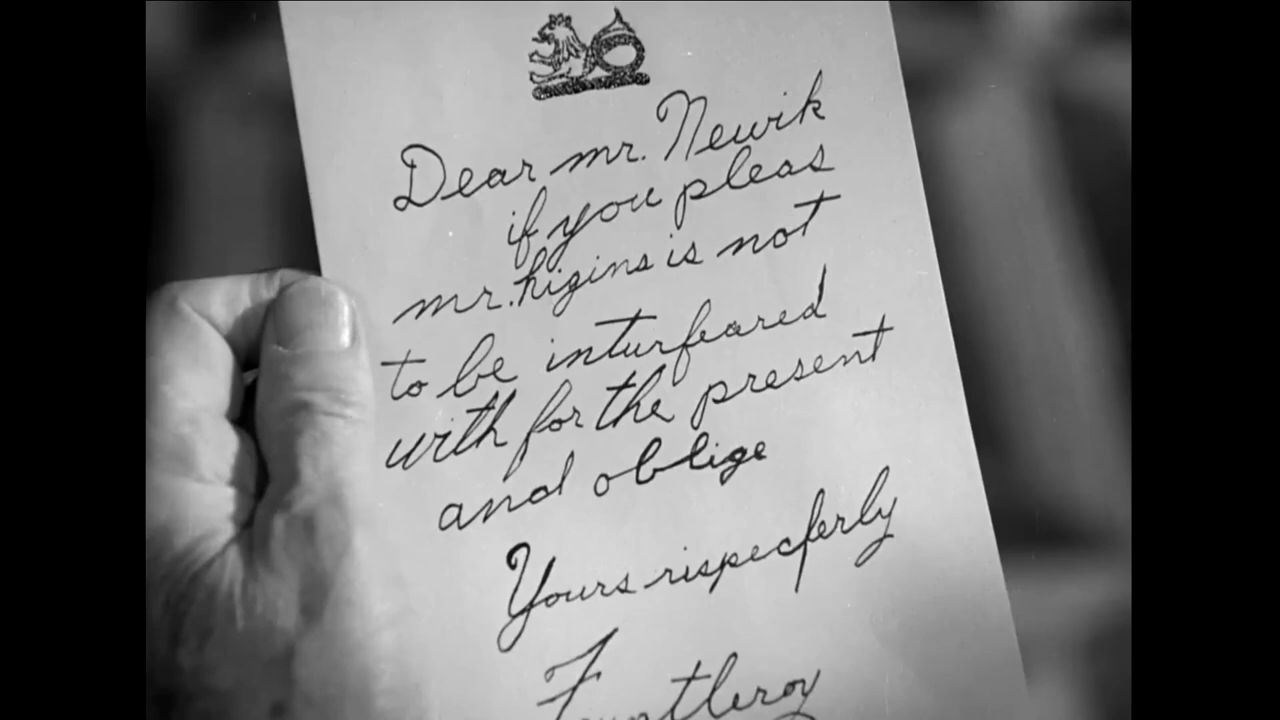 Dear mr. Newik
if you pleas
mr. higins is not
to be inturfeared
with for the present
and oblige
Yours rispecferly
Fauntleroy